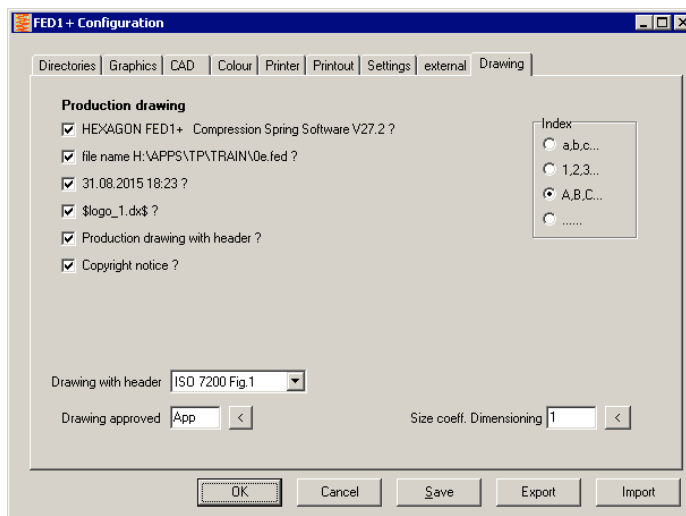 FED1+ Configuration
Directories Graphics CAD Colour Printer Printout Settings external Drawing
Production drawing
HEXAGON FED1+ Compression Spring Software V27.2 ?
file name H:\APPS\TP\TRAIN\0e.fed ?
31.08.2015 18:23 ?
$logo_1.dx$ ?
Production drawing with header ?
Copyright notice ?
Index
a,b,c...
1,2,3...
A,B,C...
......
Drawing with header ISO 7200 Fig.1
Drawing approved App < Size coeff. Dimensioning 1 <
OK Cancel Save Export Import